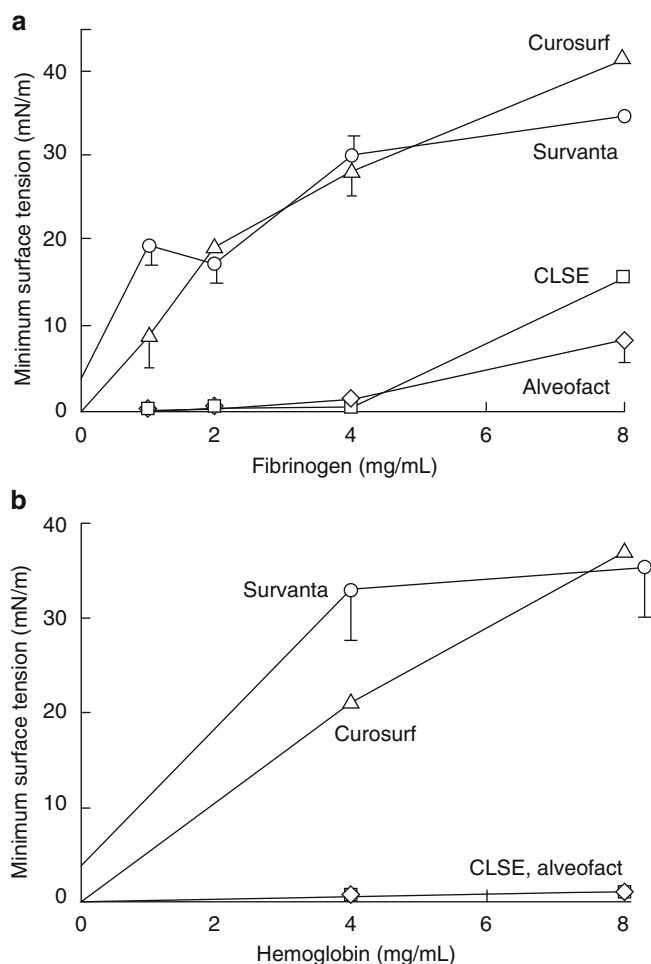 a
Minimum surface tension (mN/m)
40
30
20
10
0
Curosurf
Survanta
CLSE
Alveofact
0 2 4 6 8
Fibrinogen (mg/mL)
b
Minimum surface tension (mN/m)
40
30
20
10
0
Survanta
Curosurf
CLSE, alveofact
0 2 4 6 8
Hemoglobin (mg/mL)